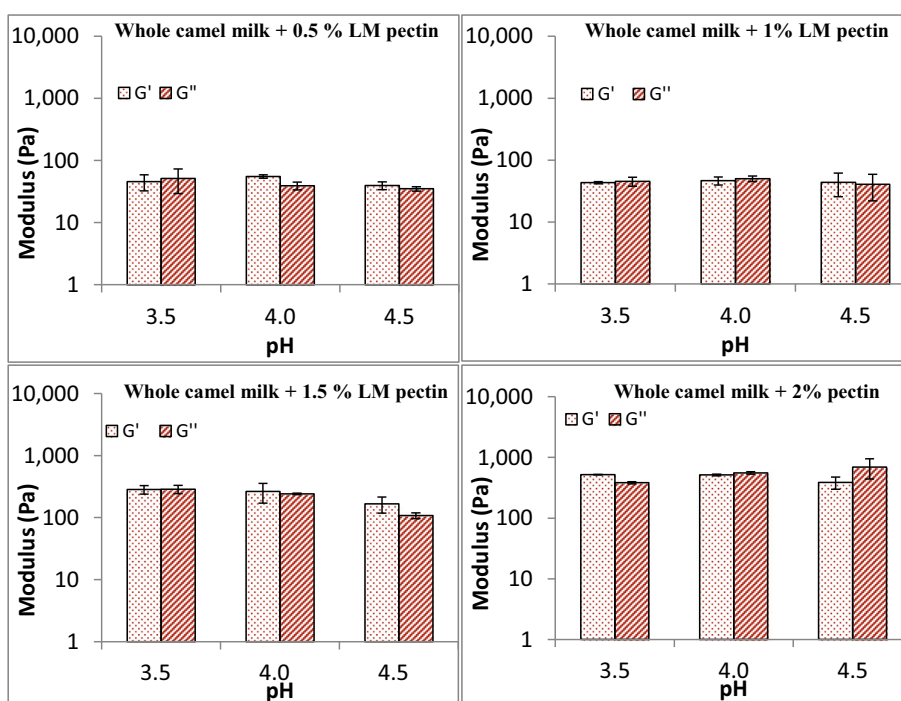 Whole camel milk + 0.5 % LM pectin
10,000
1,000
100
10
1
Modulus (Pa)
G' G"
3.5 4.0 4.5
pH
Whole camel milk + 1% LM pectin
10,000
1,000
100
10
1
Modulus (Pa)
G' G''
3.5 4.0 4.5
pH
Whole camel milk + 1.5 % LM pectin
10,000
1,000
100
10
1
Modulus (Pa)
G' G''
3.5 4.0 4.5
pH
Whole camel milk + 2% pectin
10,000
1,000
100
10
1
Modulus (Pa)
G' G''
3.5 4.0 4.5
pH